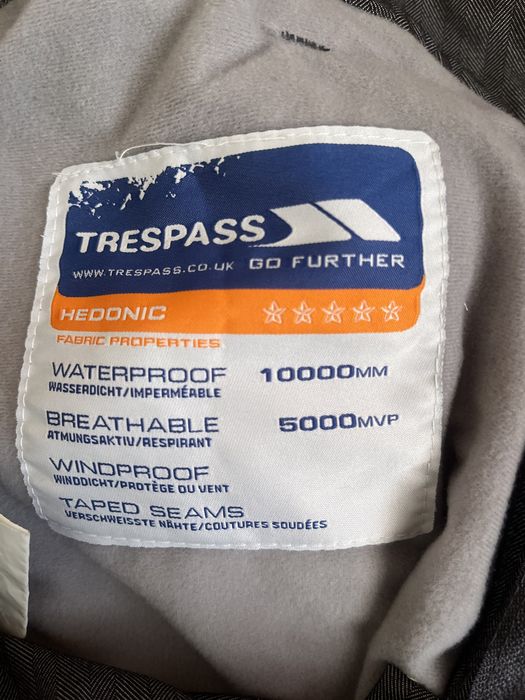 TRESPASS
WWW.TRESPASS.CO.UK GO FURTHER
HEDONIC
FABRIC PROPERTIES
WATERPROOF 10000MM
WASSERDICHT/IMPERMÉABLE
BREATHABLE 5000MVP
ATMUNGSAKTIV/RESPIRANT
WINDPROOF
WINDDICHT/PROTÈGE DU VENT
TAPED SEAMS
VERSCHWEISSTE NÄHTE/COUTURES SOUDÉES